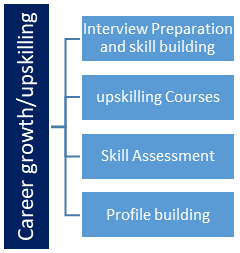 Career growth/upskilling
Interview Preparation
and skill building
upskilling Courses
Skill Assessment
Profile building